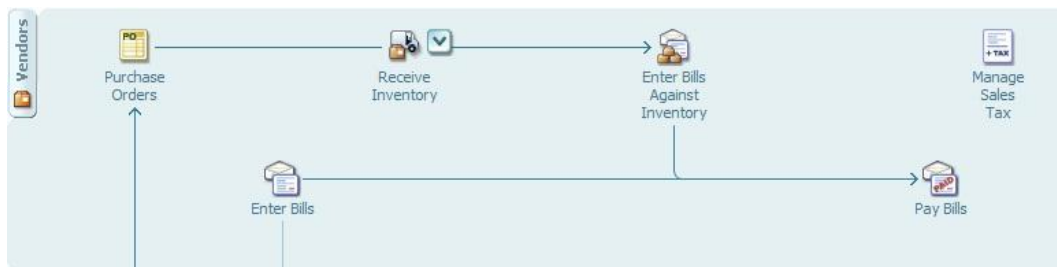 Vendors
PO
Purchase
Orders
Receive
Inventory
Enter Bills
Against
Inventory
+ TAX
Manage
Sales
Tax
Enter Bills
PAID
Pay Bills